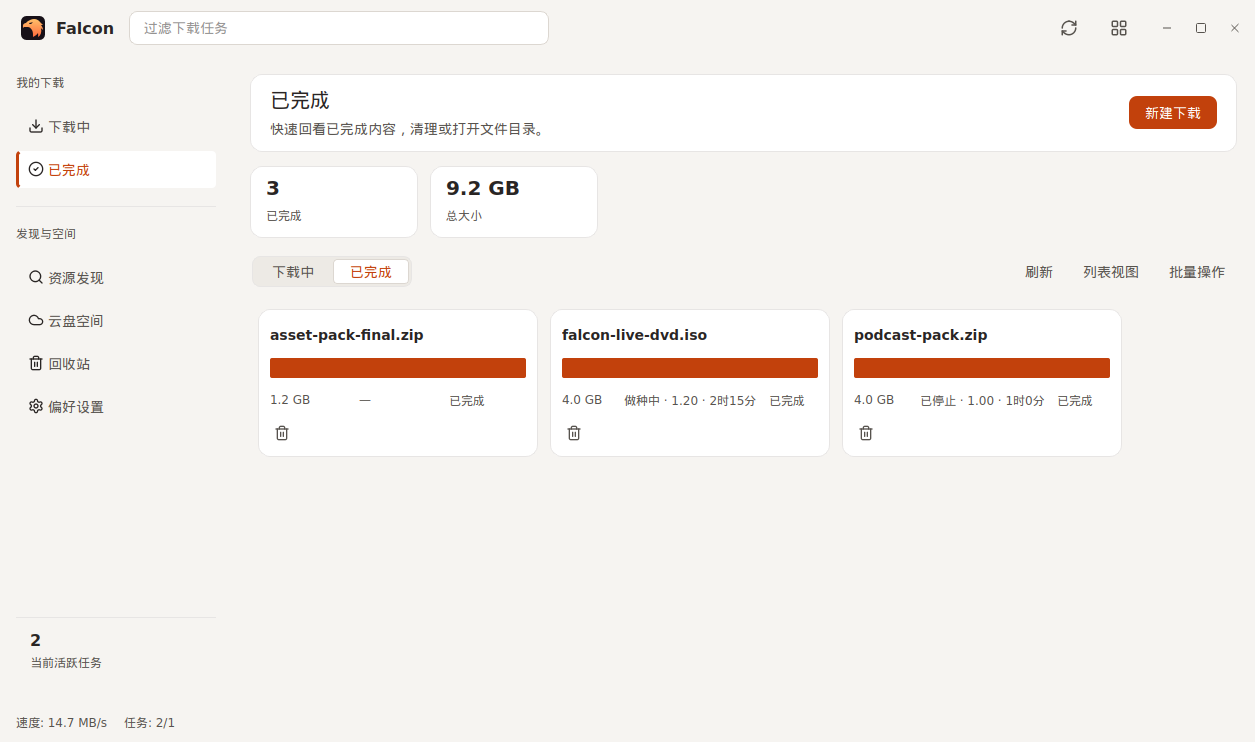 Falcon
过滤下载任务
我的下载
下载中
已完成
发现与空间
资源发现
云盘空间
回收站
偏好设置
2
当前活跃任务
速度: 14.7 MB/s 任务: 2/1
已完成
快速回看已完成内容，清理或打开文件目录。
新建下载
3
已完成
9.2 GB
总大小
下载中 已完成
刷新 列表视图 批量操作
asset-pack-final.zip
1.2 GB — 已完成
falcon-live-dvd.iso
4.0 GB 做种中 · 1.20 · 2时15分 已完成
podcast-pack.zip
4.0 GB 已停止 · 1.00 · 1时0分 已完成